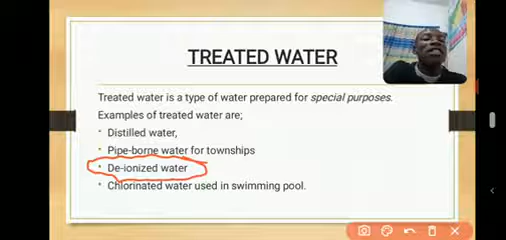 TREATED WATER
Treated water is a type of water prepared for special purposes.
Examples of treated water are;
• Distilled water,
• Pipe-borne water for townships
• De-ionized water
• Chlorinated water used in swimming pool.